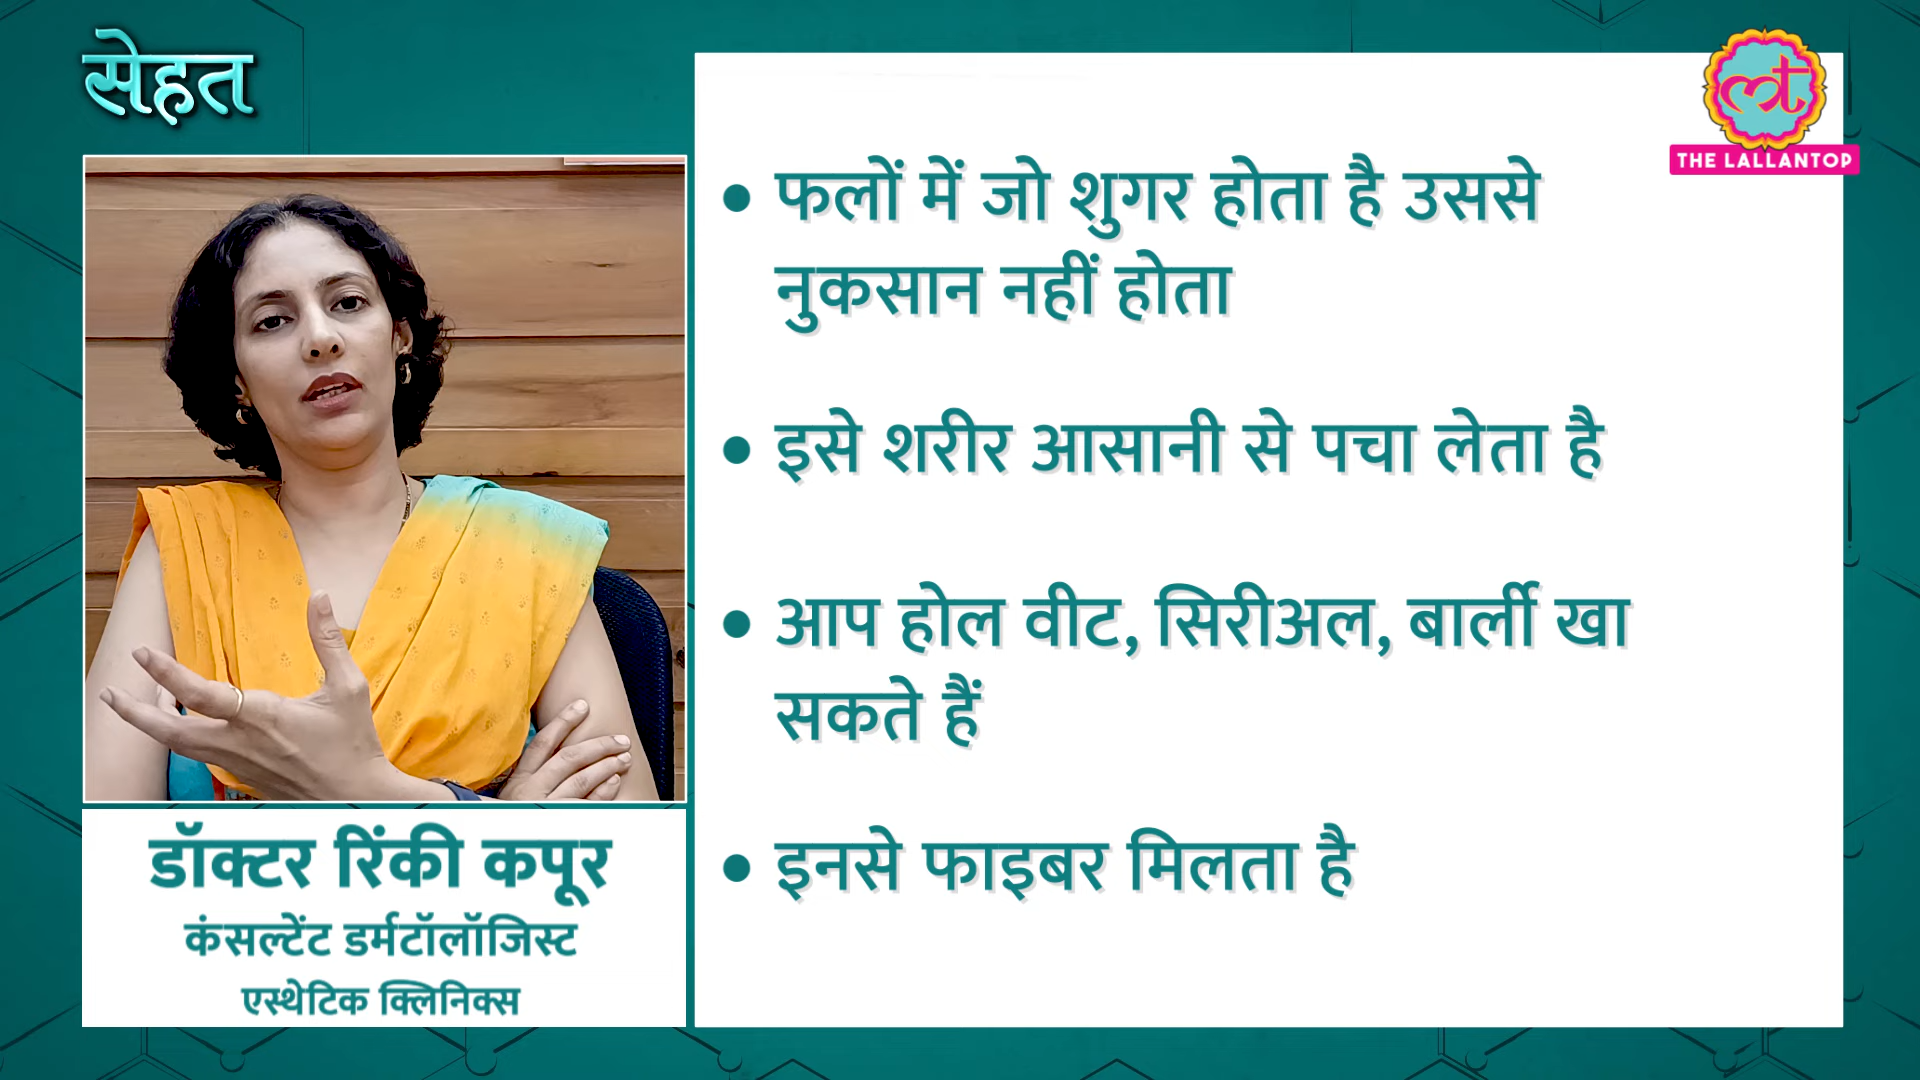 सेहत
THE LALLANTOP
• फलों में जो शुगर होता है उससे
नुकसान नहीं होता
• इसे शरीर आसानी से पचा लेता है
• आप होल वीट, सिरीअल, बार्ली खा
सकते हैं
• इनसे फाइबर मिलता है
डॉक्टर रिंकी कपूर
कंसल्टेंट डर्मटॉलॉजिस्ट
एस्थेटिक क्लिनिक्स